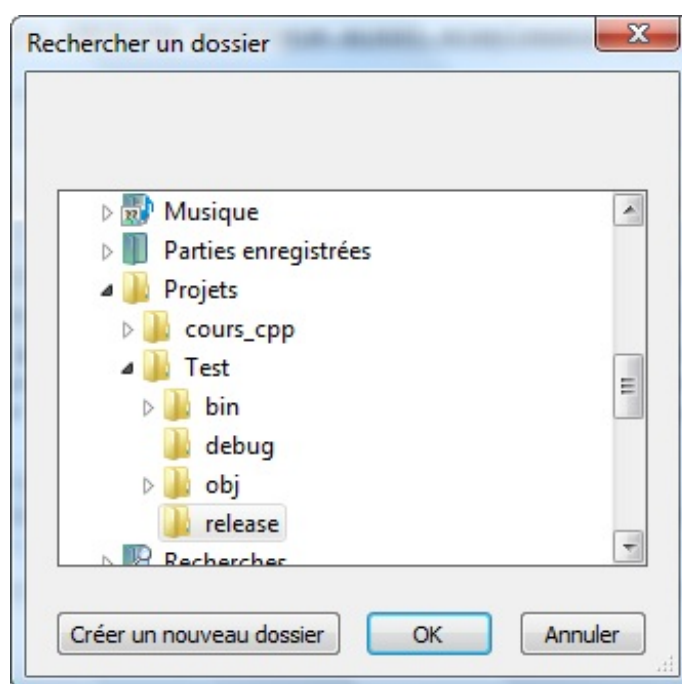 Rechercher un dossier
Musique
Parties enregistrées
Projets
cours_cpp
Test
bin
debug
obj
release
Recherches
Créer un nouveau dossier OK Annuler